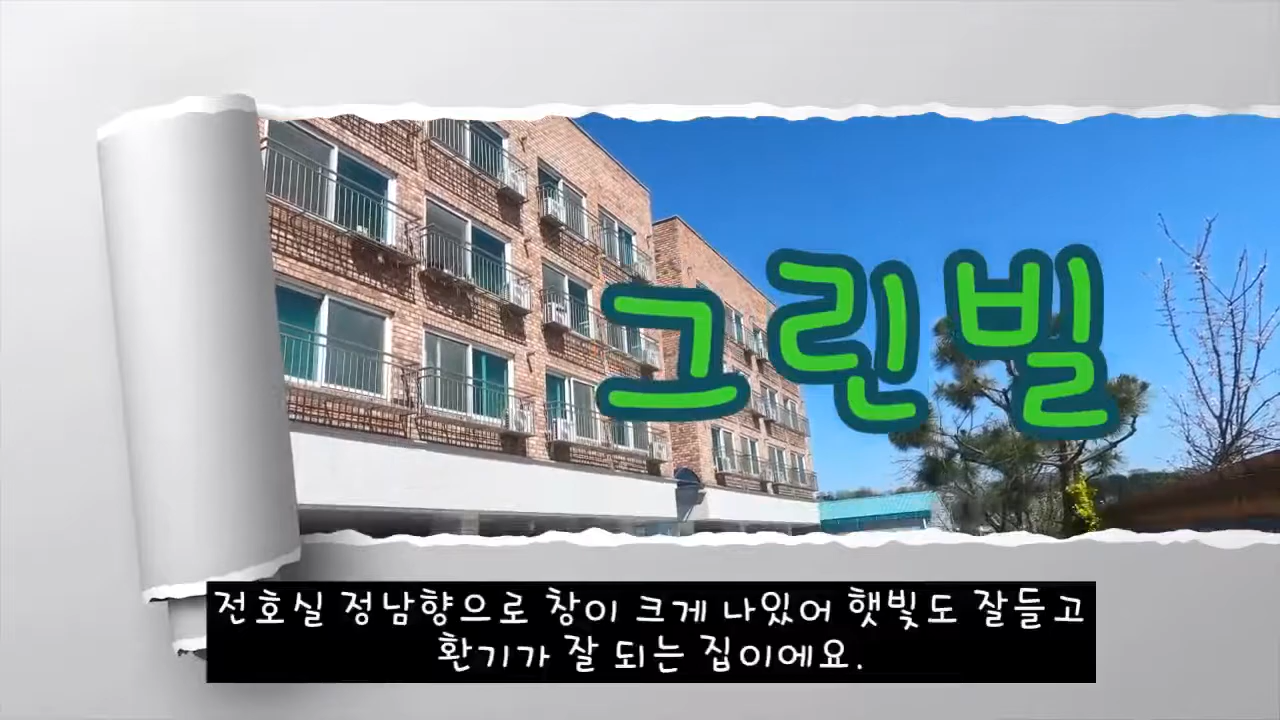 그린빌
전호실 정남향으로 창이 크게 나있어 햇빛도 잘들고
환기가 잘 되는 집이에요.